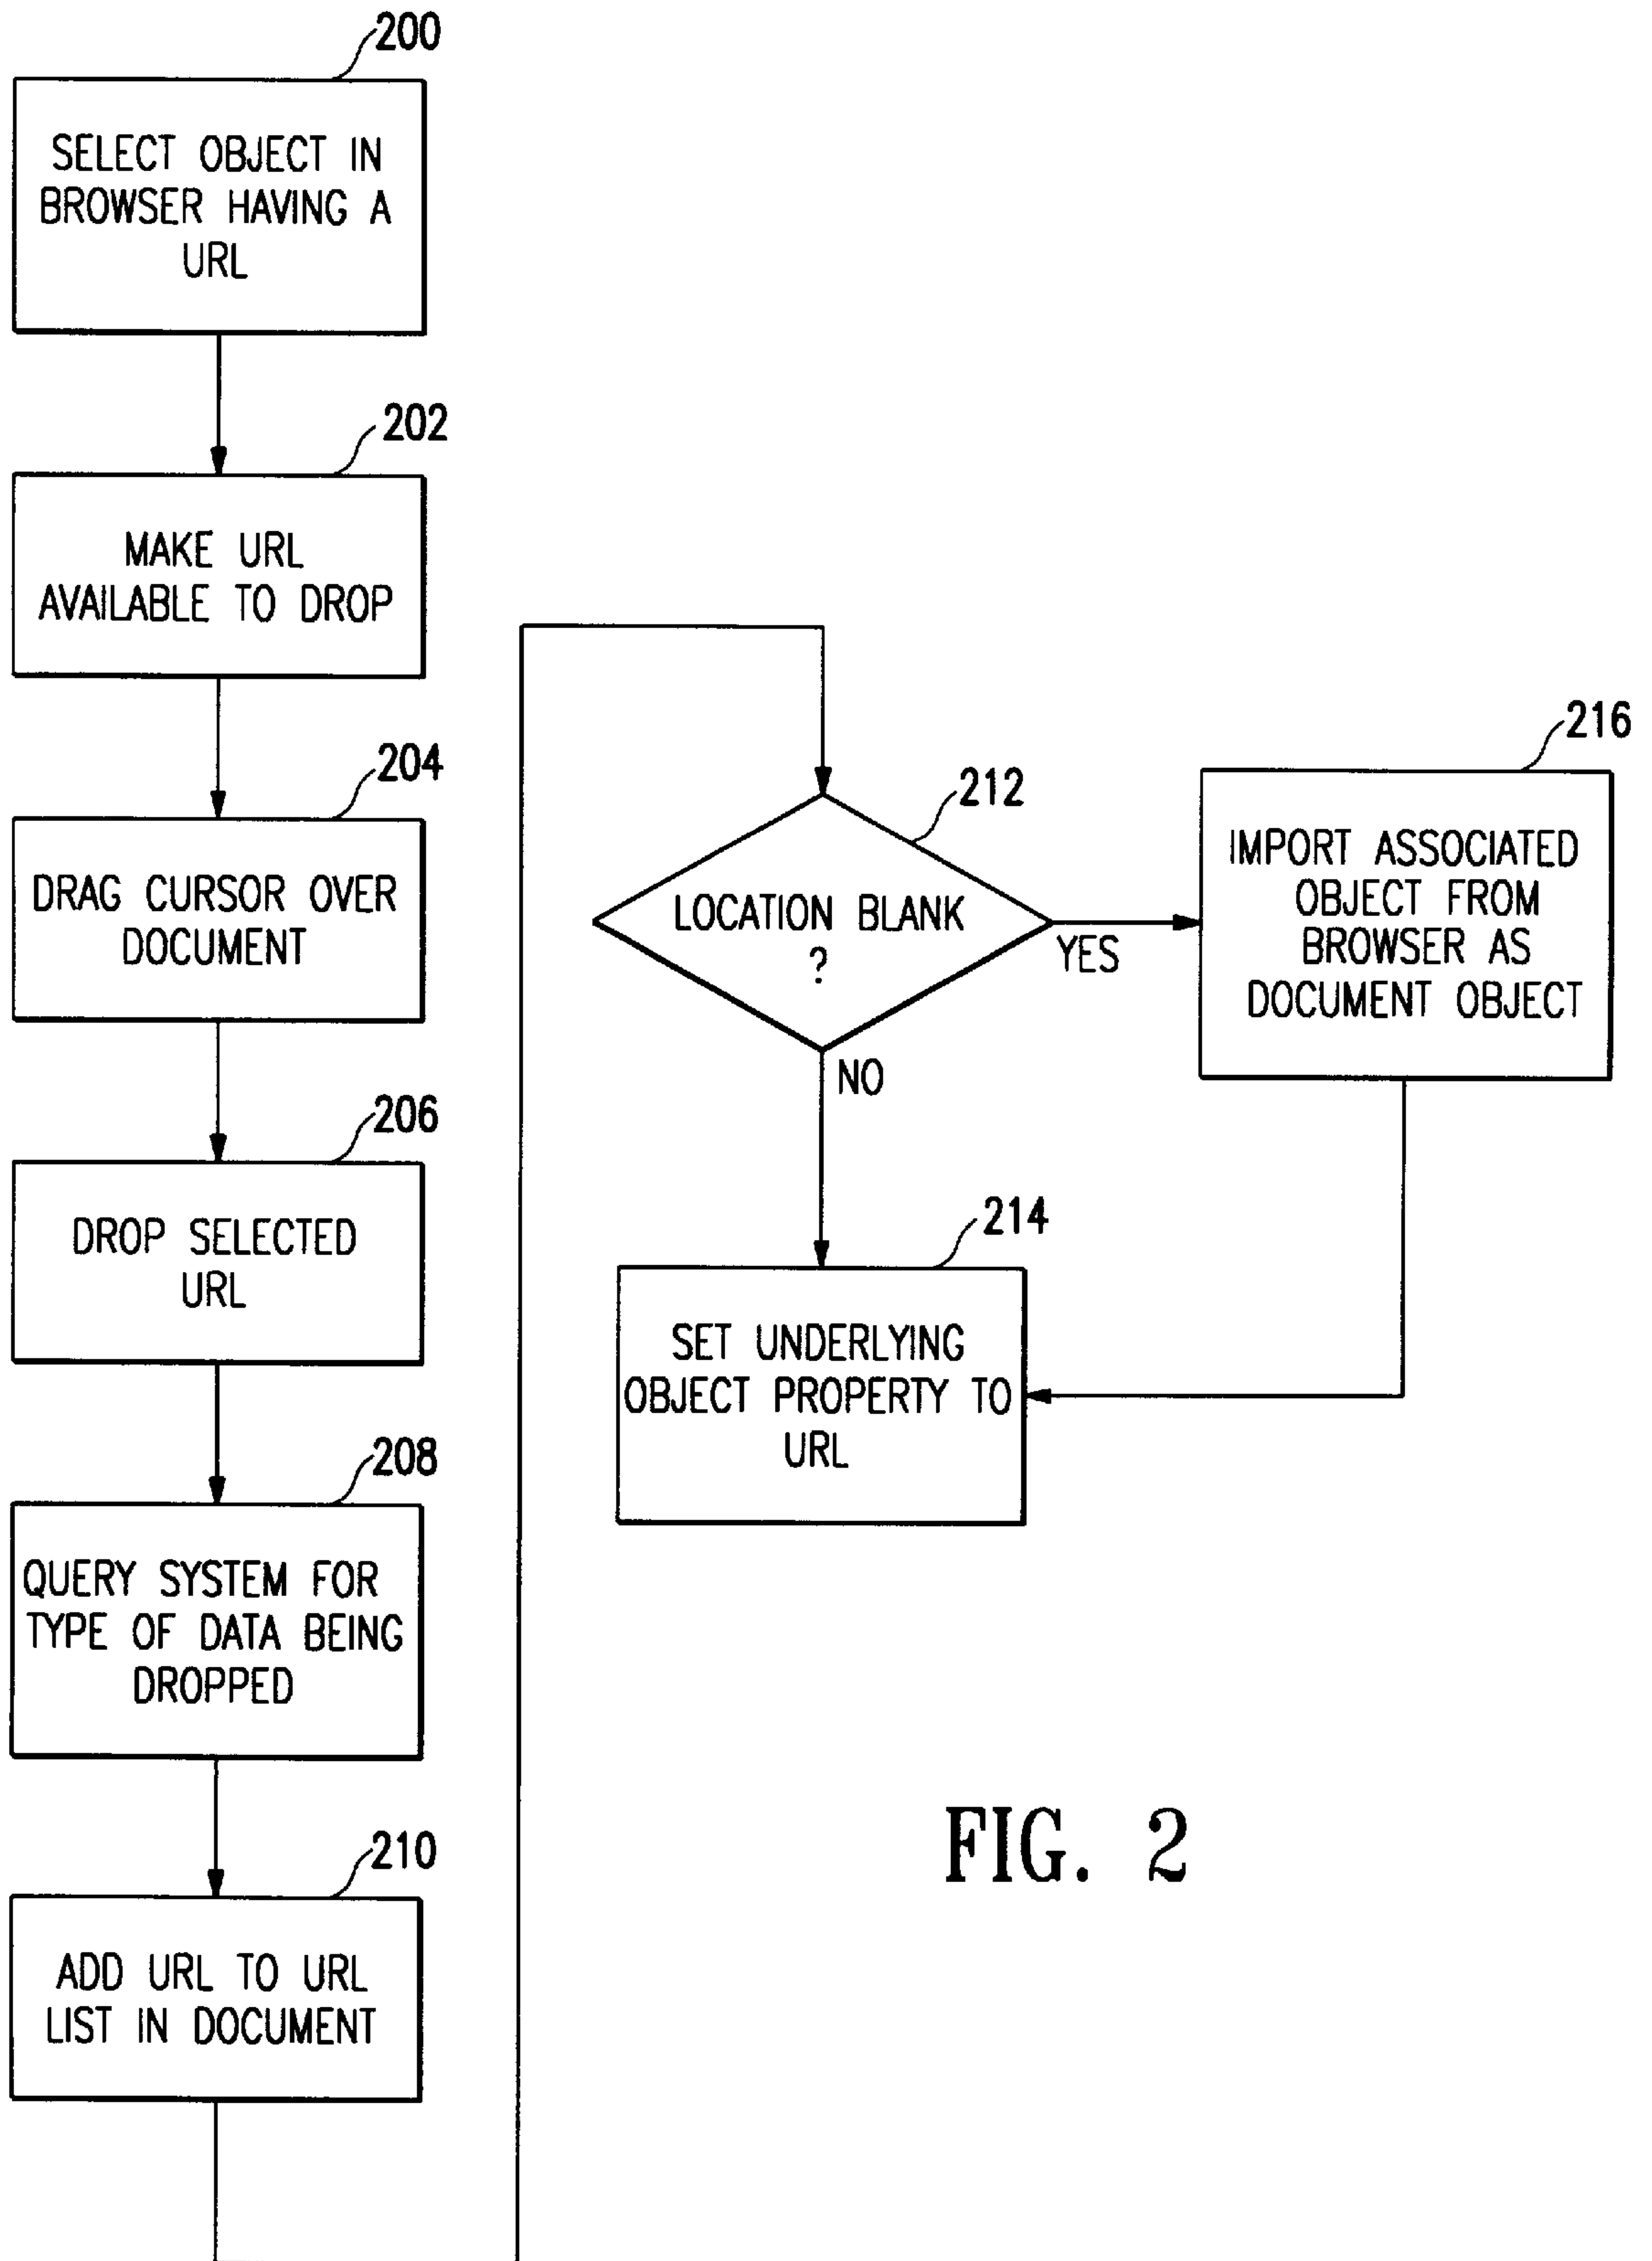 200
SELECT OBJECT IN
BROWSER HAVING A
URL
202
MAKE URL
AVAILABLE TO DROP
204
DRAG CURSOR OVER
DOCUMENT
206
DROP SELECTED
URL
208
QUERY SYSTEM FOR
TYPE OF DATA BEING
DROPPED
210
ADD URL TO URL
LIST IN DOCUMENT
212
LOCATION BLANK
?
YES
NO
216
IMPORT ASSOCIATED
OBJECT FROM
BROWSER AS
DOCUMENT OBJECT
214
SET UNDERLYING
OBJECT PROPERTY TO
URL
FIG. 2